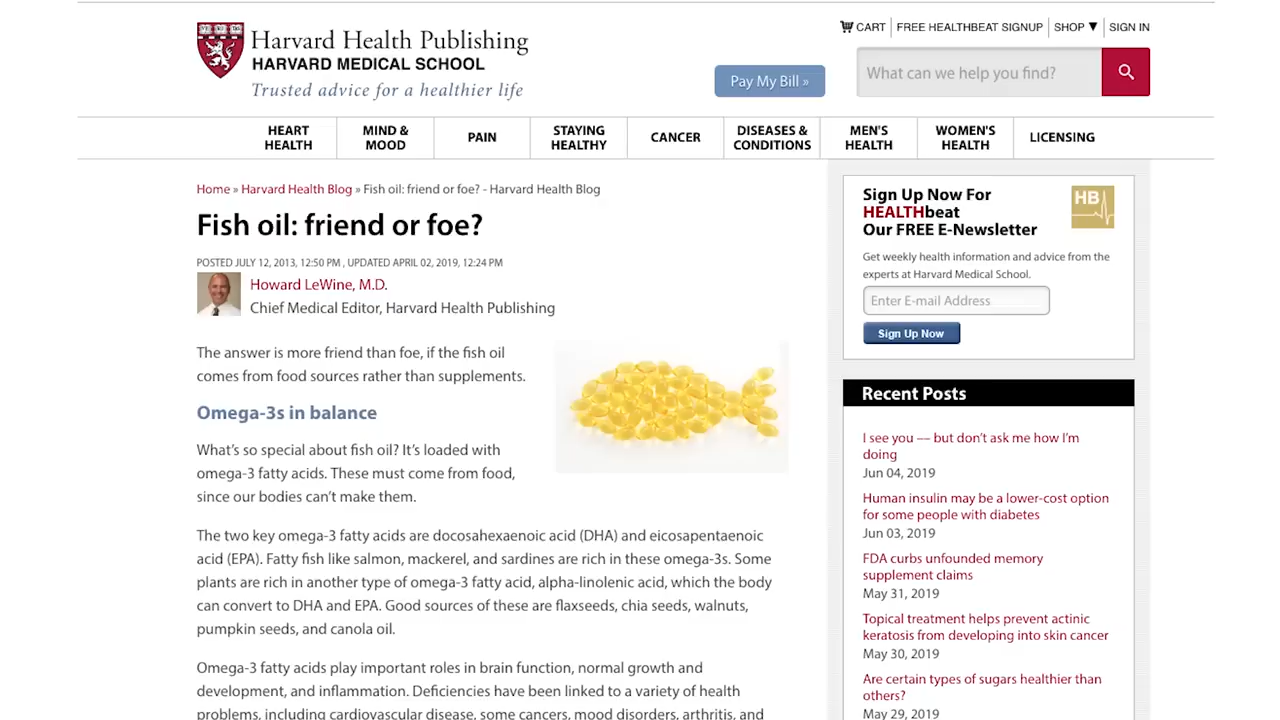 Harvard Health Publishing
HARVARD MEDICAL SCHOOL
Trusted advice for a healthier life
CART
FREE HEALTHBEAT SIGNUP
SHOP ▼
SIGN IN
Pay My Bill »
What can we help you find?
HEART
HEALTH
MIND &
MOOD
PAIN
STAYING
HEALTHY
CANCER
DISEASES &
CONDITIONS
MEN'S
HEALTH
WOMEN'S
HEALTH
LICENSING
Home » Harvard Health Blog » Fish oil: friend or foe? - Harvard Health Blog
Fish oil: friend or foe?
POSTED JULY 12, 2013, 12:50 PM , UPDATED APRIL 02, 2019, 12:24 PM
Howard LeWine, M.D.
Chief Medical Editor, Harvard Health Publishing
The answer is more friend than foe, if the fish oil
comes from food sources rather than supplements.
Omega-3s in balance
What's so special about fish oil? It's loaded with
omega-3 fatty acids. These must come from food,
since our bodies can't make them.
The two key omega-3 fatty acids are docosahexaenoic acid (DHA) and eicosapentaenoic
acid (EPA). Fatty fish like salmon, mackerel, and sardines are rich in these omega-3s. Some
plants are rich in another type of omega-3 fatty acid, alpha-linolenic acid, which the body
can convert to DHA and EPA. Good sources of these are flaxseeds, chia seeds, walnuts,
pumpkin seeds, and canola oil.
Omega-3 fatty acids play important roles in brain function, normal growth and
development, and inflammation. Deficiencies have been linked to a variety of health
problems, including cardiovascular disease, some cancers, mood disorders, arthritis, and
Sign Up Now For
HEALTHbeat
Our FREE E-Newsletter
HB
Get weekly health information and advice from the
experts at Harvard Medical School.
Enter E-mail Address
Sign Up Now
Recent Posts
I see you — but don't ask me how I'm
doing
Jun 04, 2019
Human insulin may be a lower-cost option
for some people with diabetes
Jun 03, 2019
FDA curbs unfounded memory
supplement claims
May 31, 2019
Topical treatment helps prevent actinic
keratosis from developing into skin cancer
May 30, 2019
Are certain types of sugars healthier than
others?
May 29, 2019